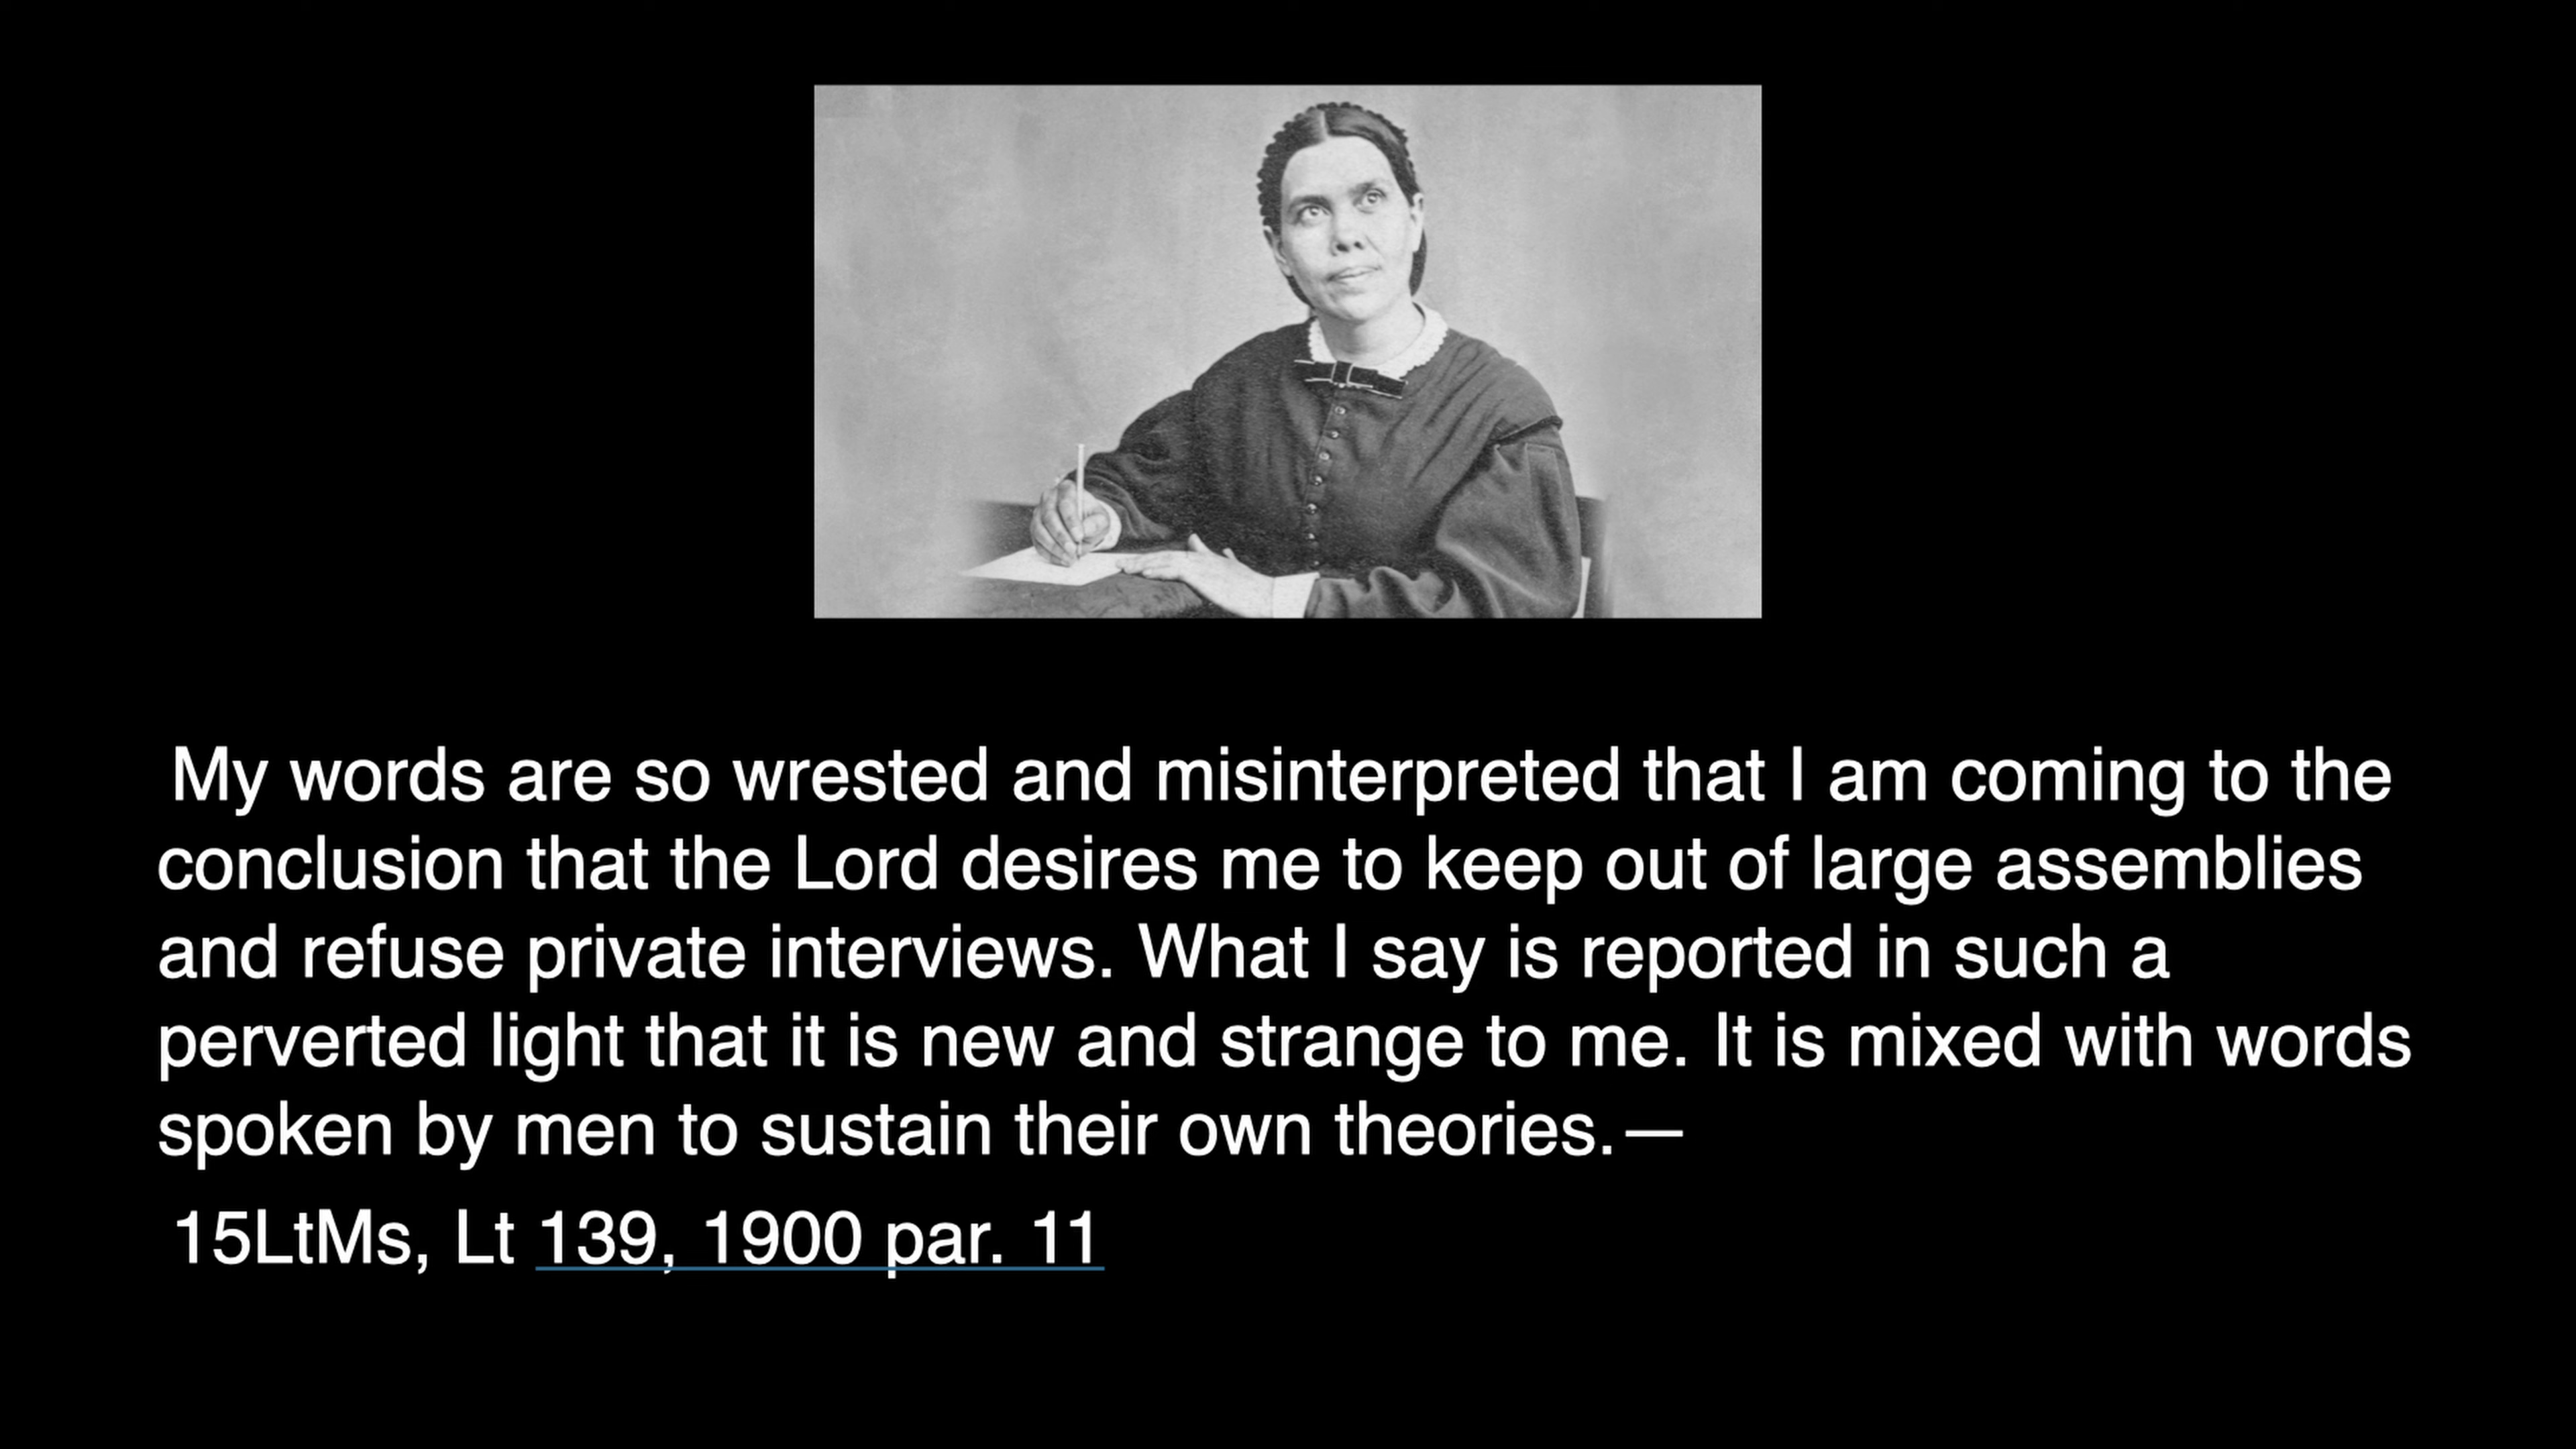 My words are so wrested and misinterpreted that I am coming to the
conclusion that the Lord desires me to keep out of large assemblies
and refuse private interviews. What I say is reported in such a
perverted light that it is new and strange to me. It is mixed with words
spoken by men to sustain their own theories.—
15LtMs, Lt 139, 1900 par. 11